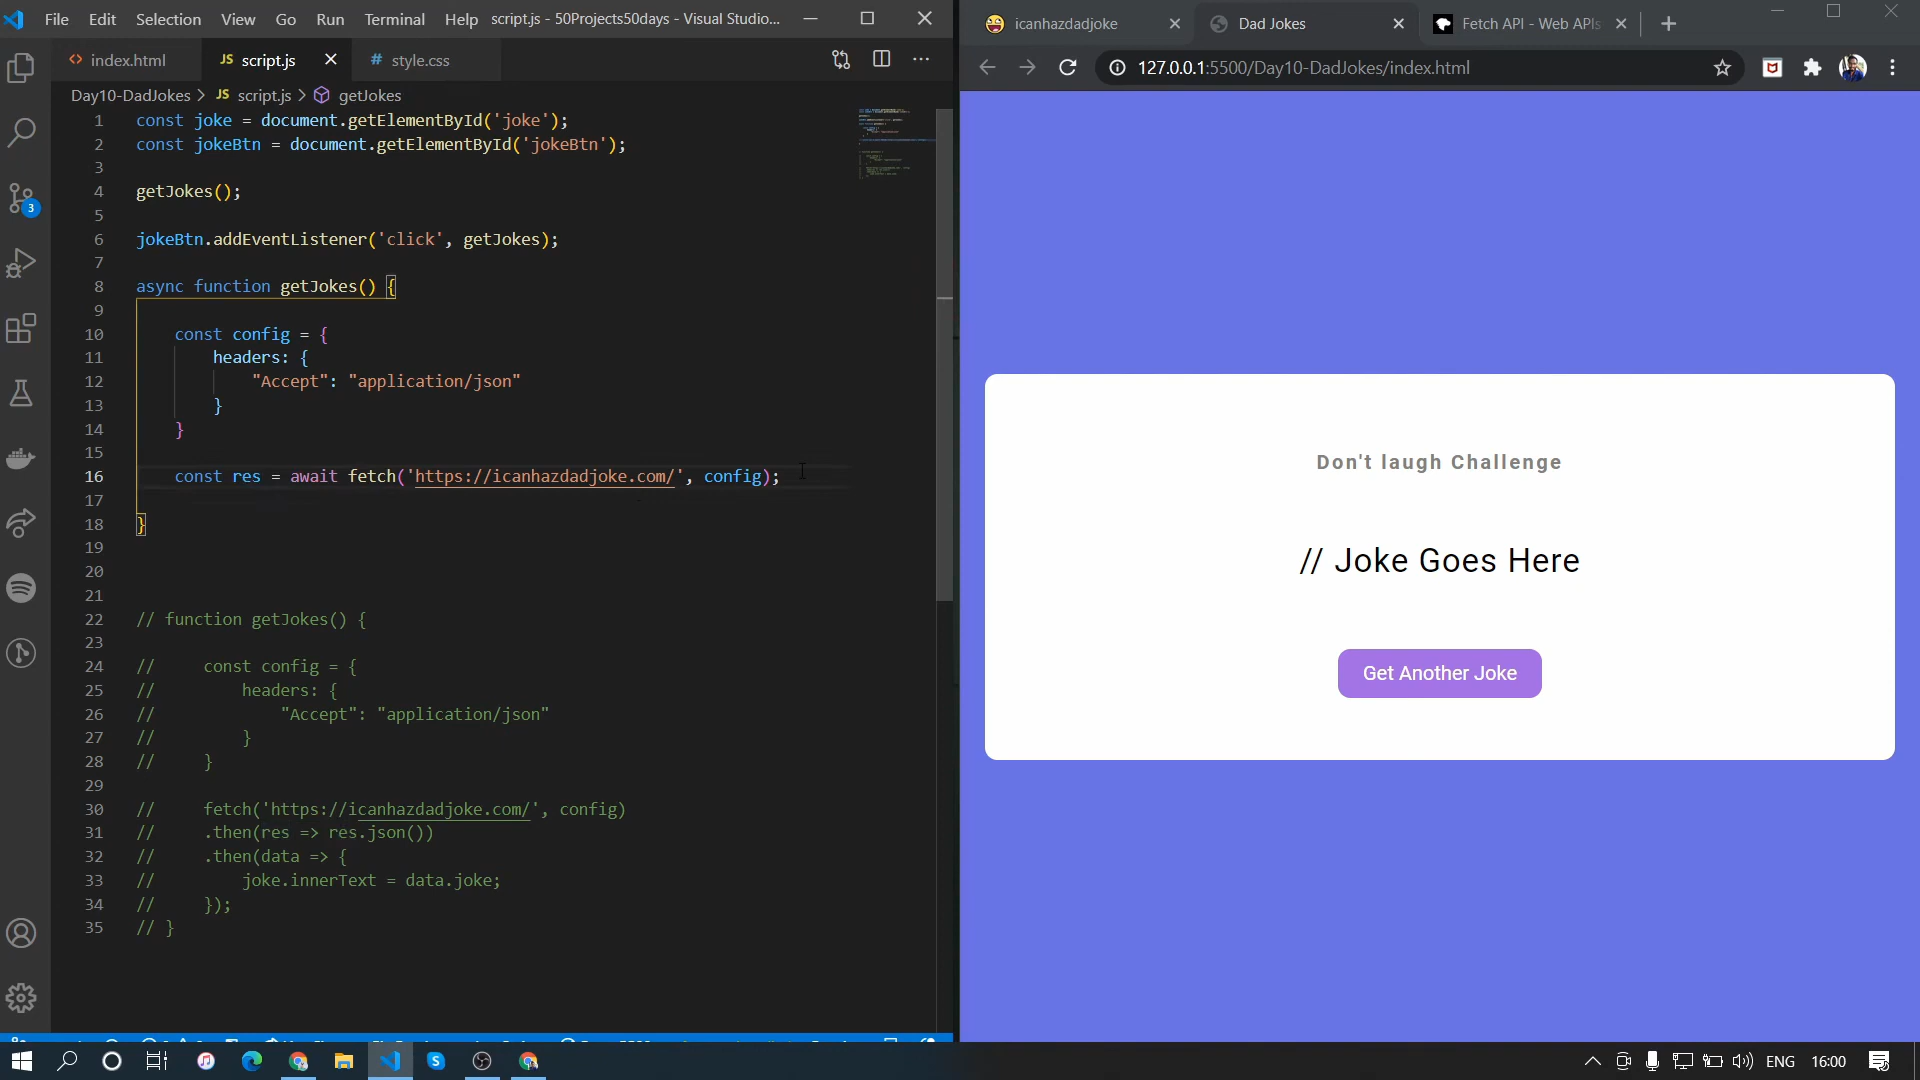 File Edit Selection View Go Run Terminal Help script.js - 50Projects50days - Visual Studio...
index.html
JS script.js
# style.css
Day10-DadJokes > JS script.js > getJokes
1 const joke = document.getElementById('joke');
2 const jokeBtn = document.getElementById('jokeBtn');
3
4 getJokes();
5
6 jokeBtn.addEventListener('click', getJokes);
7
8 async function getJokes() {
9
10 const config = {
11 headers: {
12 "Accept": "application/json"
13 }
14 }
15
16 const res = await fetch('https://icanhazdadjoke.com/', config);
17
18 }
19
20
21
22 // function getJokes() {
23
24 // const config = {
25 // headers: {
26 // "Accept": "application/json"
27 // }
28 // }
29
30 // fetch('https://icanhazdadjoke.com/', config)
31 // .then(res => res.json())
32 // .then(data => {
33 // joke.innerText = data.joke;
34 // });
35 // }
3
icanhazdadjoke
Dad Jokes
Fetch API - Web APIs
127.0.0.1:5500/Day10-DadJokes/index.html
Don't laugh Challenge
// Joke Goes Here
Get Another Joke
ENG 16:00